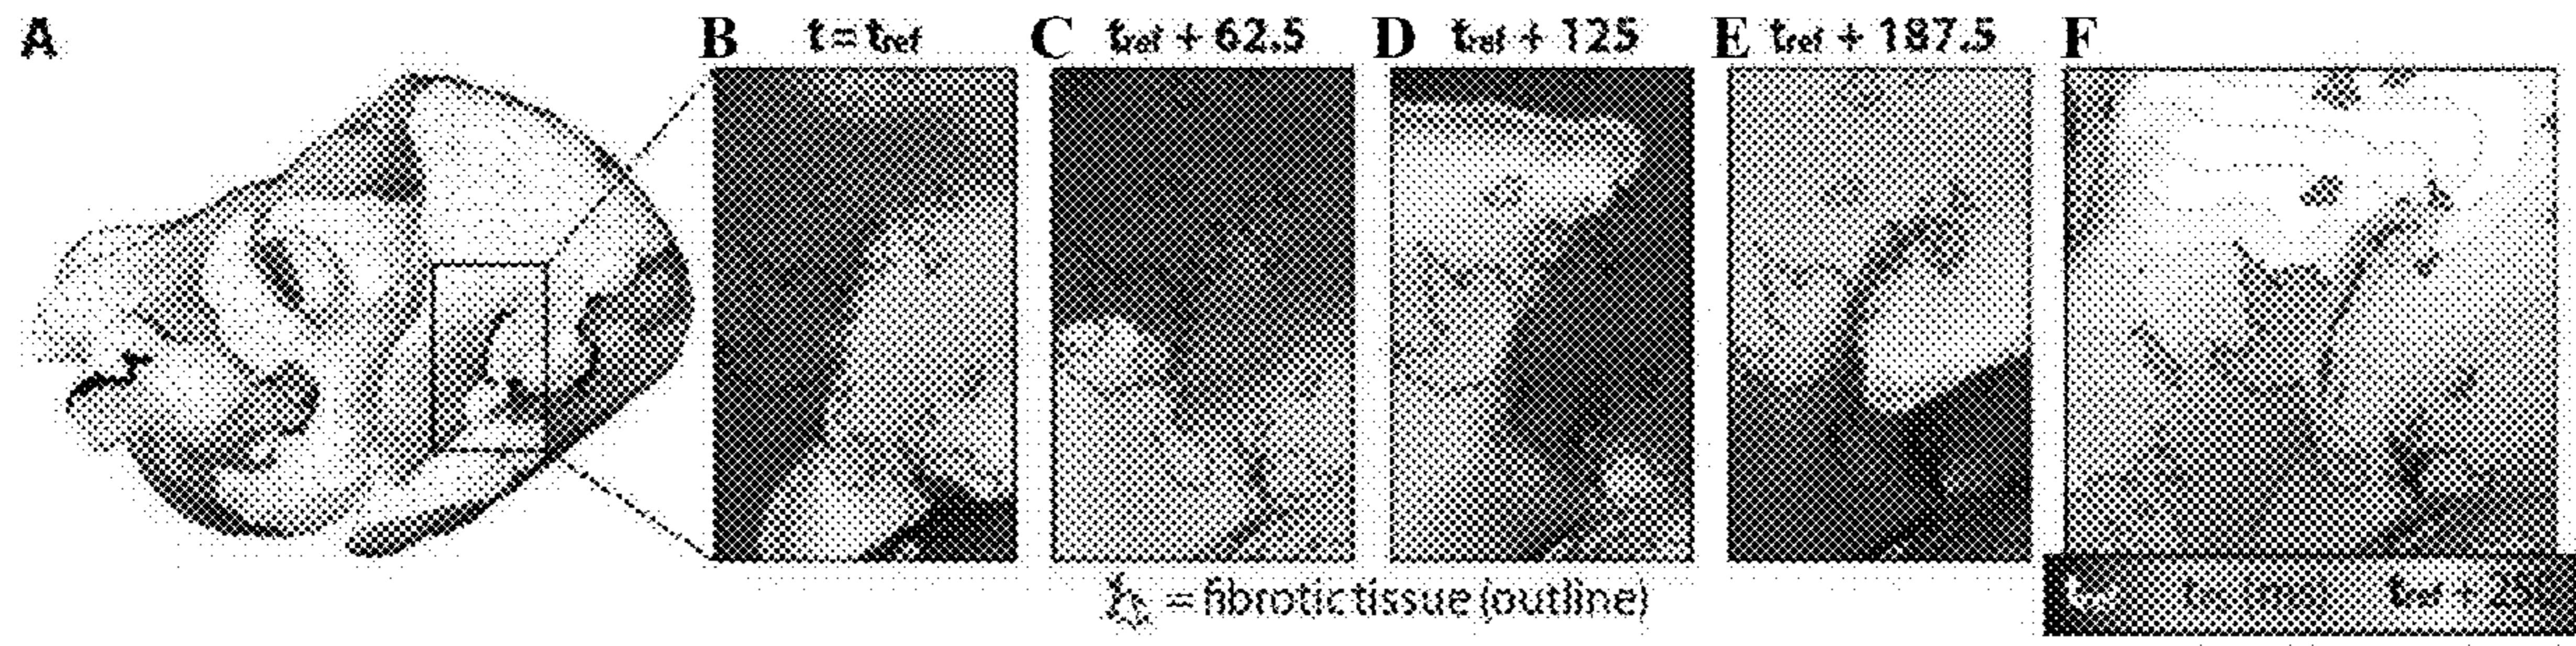 A
B t = tref
C tref + 62.5
D tref + 125
E tref + 187.5
F
= fibrotic tissue (outline)